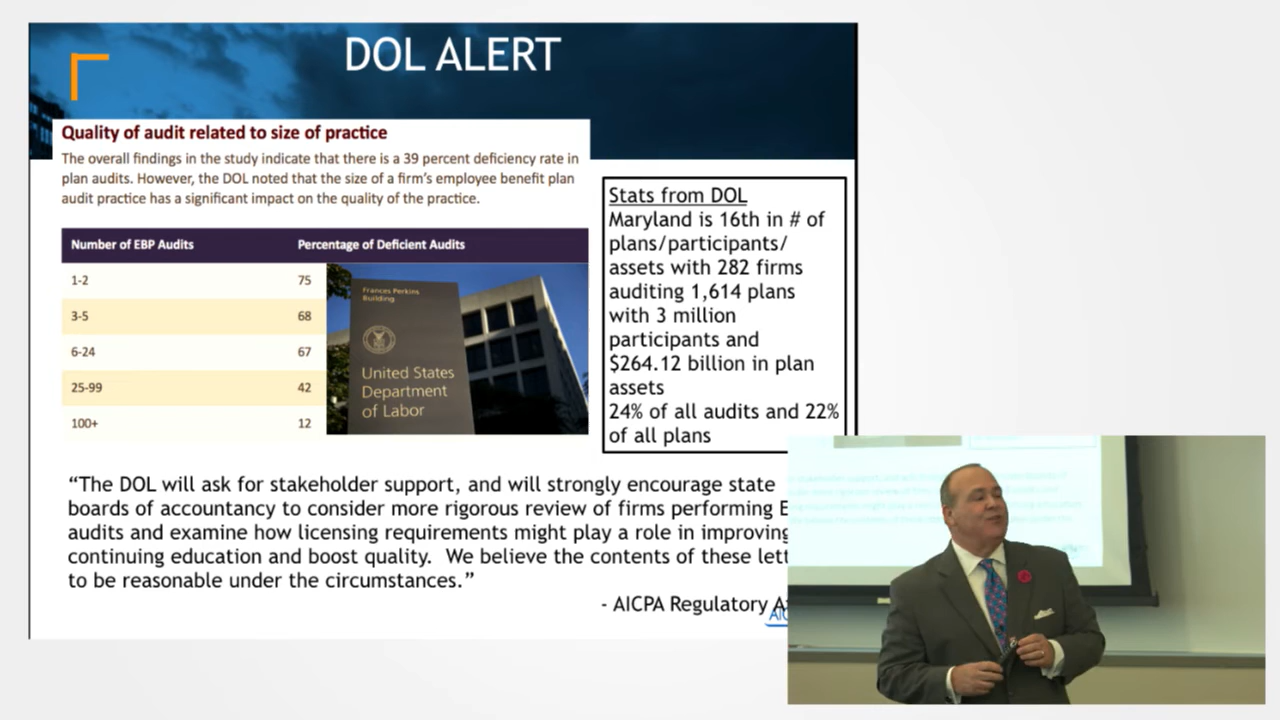 DOL ALERT
Quality of audit related to size of practice
The overall findings in the study indicate that there is a 39 percent deficiency rate in
plan audits. However, the DOL noted that the size of a firm's employee benefit plan
audit practice has a significant impact on the quality of the practice.
Number of EBP Audits Percentage of Deficient Audits
1-2 75
3-5 68
6-24 67
25-99 42
100+ 12
Frances Perkins
Building
United States
Department
of Labor
Stats from DOL
Maryland is 16th in # of
plans/participants/
assets with 282 firms
auditing 1,614 plans
with 3 million
participants and
$264.12 billion in plan
assets
24% of all audits and 22%
of all plans
“The DOL will ask for stakeholder support, and will strongly encourage state
boards of accountancy to consider more rigorous review of firms performing
audits and examine how licensing requirements might play a role in improving
continuing education and boost quality. We believe the contents of these
to be reasonable under the circumstances.”
- AICPA Regulatory